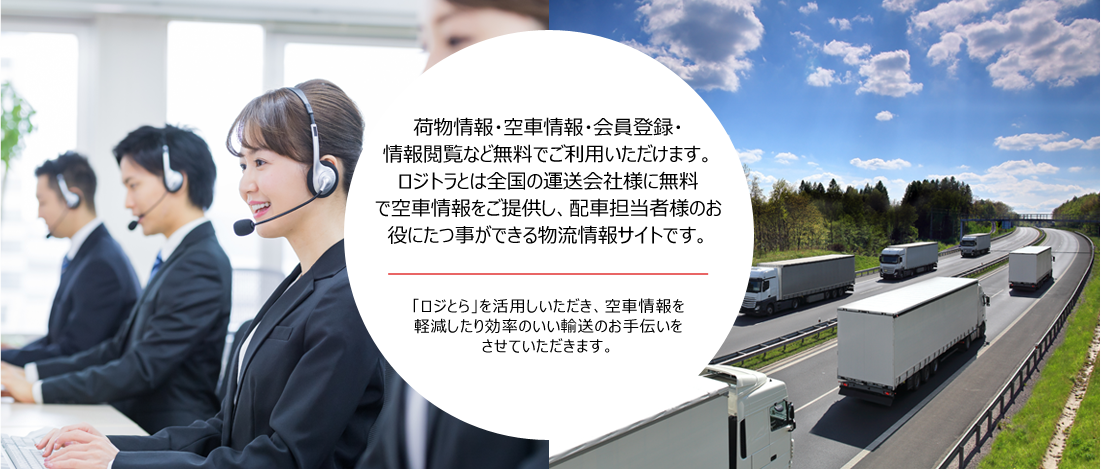 荷物情報・空車情報・会員登録・
情報閲覧など無料でご利用いただけます。
ロジトラとは全国の運送会社様に無料
で空車情報をご提供し、配車担当者様のお
役にたつ事ができる物流情報サイトです。
「ロジとら」を活用しいただき、空車情報を
軽減したり効率のいい輸送のお手伝いを
させていただきます。